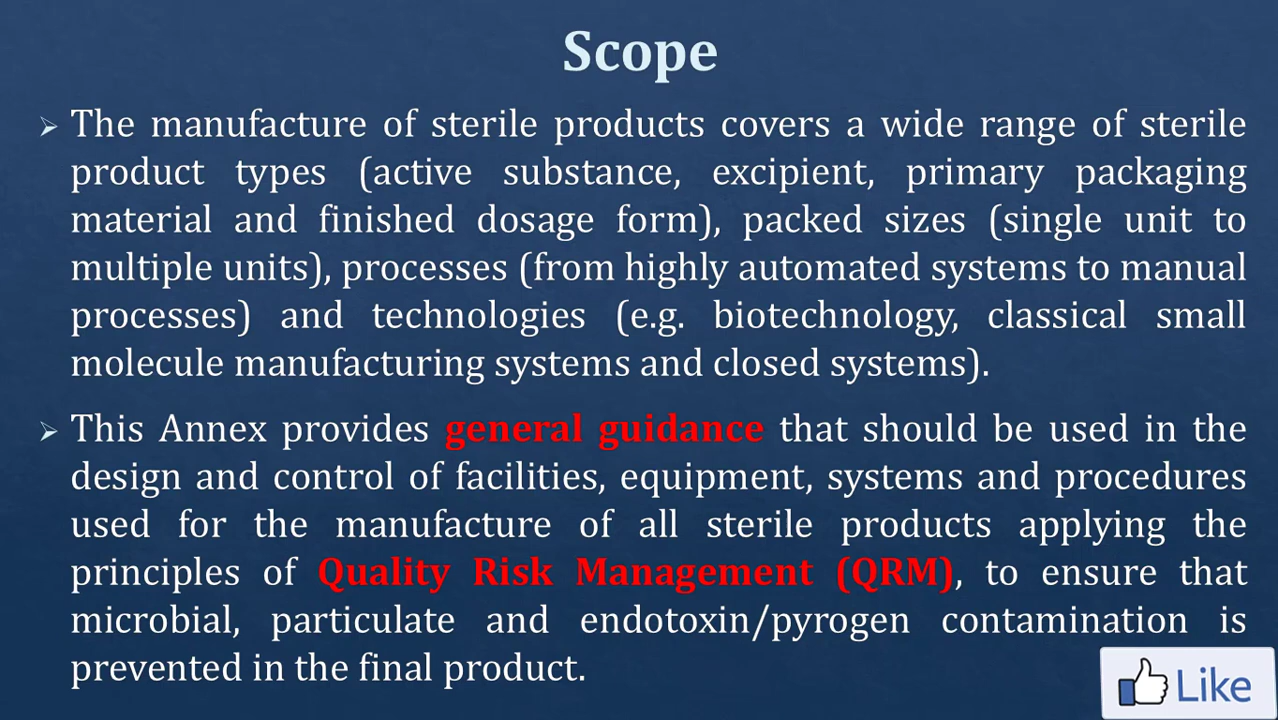 Scope
➢ The manufacture of sterile products covers a wide range of sterile
product types (active substance, excipient, primary packaging
material and finished dosage form), packed sizes (single unit to
multiple units), processes (from highly automated systems to manual
processes) and technologies (e.g. biotechnology, classical small
molecule manufacturing systems and closed systems).
➢ This Annex provides general guidance that should be used in the
design and control of facilities, equipment, systems and procedures
used for the manufacture of all sterile products applying the
principles of Quality Risk Management (QRM), to ensure that
microbial, particulate and endotoxin/pyrogen contamination is
prevented in the final product.
Like